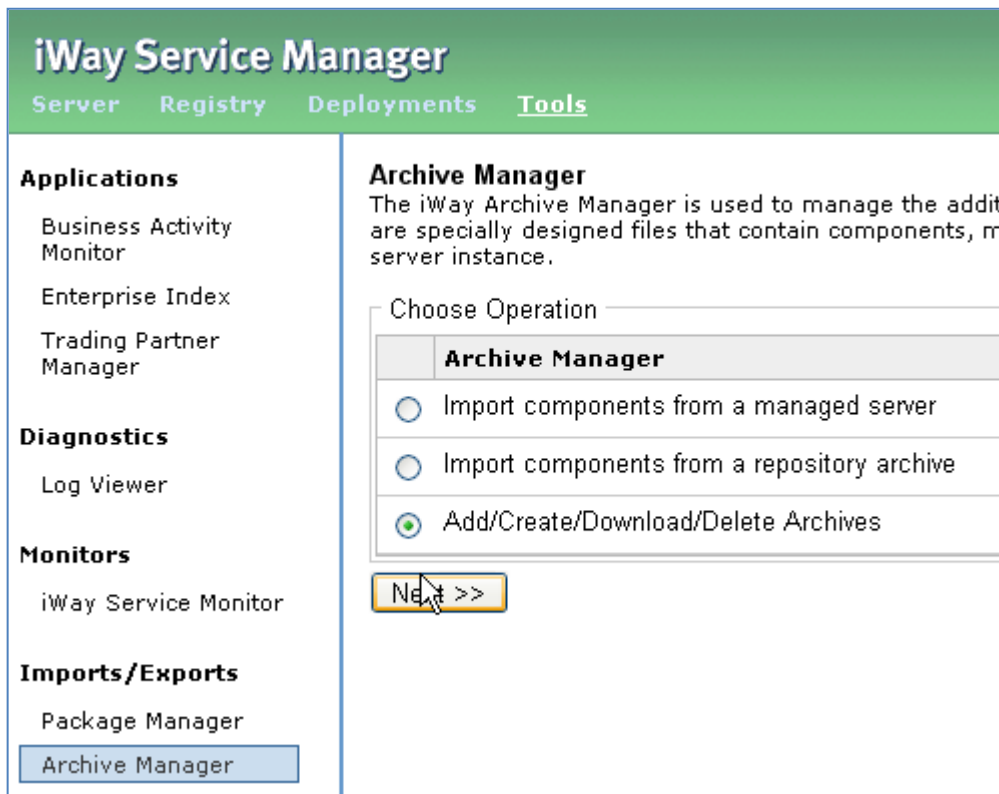 iWay Service Manager
Server Registry Deployments Tools
Applications
Business Activity
Monitor
Enterprise Index
Trading Partner
Manager
Diagnostics
Log Viewer
Monitors
iWay Service Monitor
Imports/Exports
Package Manager
Archive Manager
Archive Manager
The iWay Archive Manager is used to manage the
are specially designed files that contain components,
server instance.
Choose Operation
Archive Manager
Import components from a managed server
Import components from a repository archive
Add/Create/Download/Delete Archives
Next >>